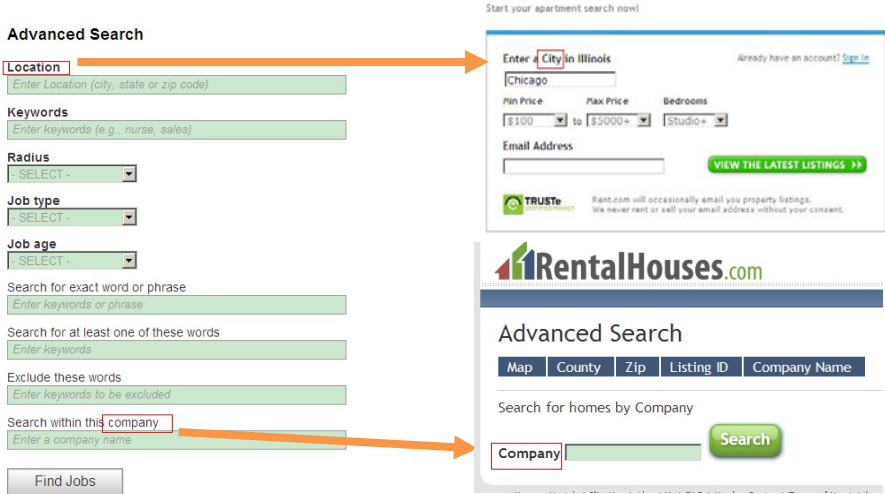 Advanced Search
Location
Enter Location (city, state or zip code)
Keywords
Enter keywords (e.g., nurse, sales)
Radius
- SELECT -
Job type
- SELECT -
Job age
- SELECT -
Search for exact word or phrase
Enter keywords or phrase
Search for at least one of these words
Enter keywords
Exclude these words
Enter keywords to be excluded
Search within this company
Enter a company name
Find Jobs
Start your apartment search now!
Enter a City in Illinois
Already have an account? Sign In
Chicago
Min Price Max Price Bedrooms
$100 to $5000+ Studio+
Email Address
VIEW THE LATEST LISTINGS
TRUSTe
CERTIFIED PRIVACY
Rent.com will occasionally email you property listings.
We never rent or sell your email address without your consent.
RentalHouses.com
Advanced Search
Map County Zip Listing ID Company Name
Search for homes by Company
Company
Search